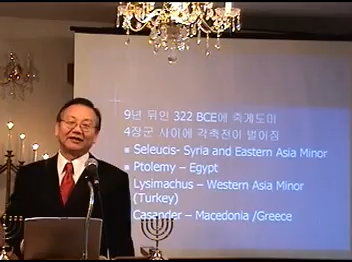 9년 뒤인 322 BCE에 죽게도미
4장군 사이에 각축전이 벌어짐
Seleucis- Syria and Eastern Asia Minor
Ptolemy – Egypt
Lysimachus – Western Asia Minor
(Turkey)
Casander – Macedonia /Greece